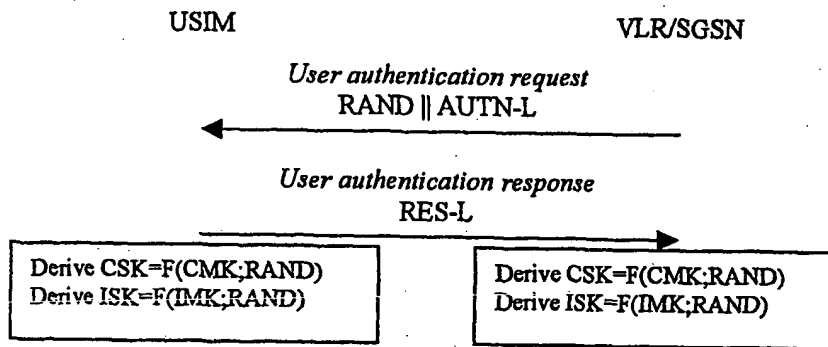 USIM
VLR/SGSN
User authentication request
RAND || AUTN-L
User authentication response
RES-L
Derive CSK=F(CMK;RAND)
Derive ISK=F(IMK;RAND)
Derive CSK=F(CMK;RAND)
Derive ISK=F(IMK;RAND)